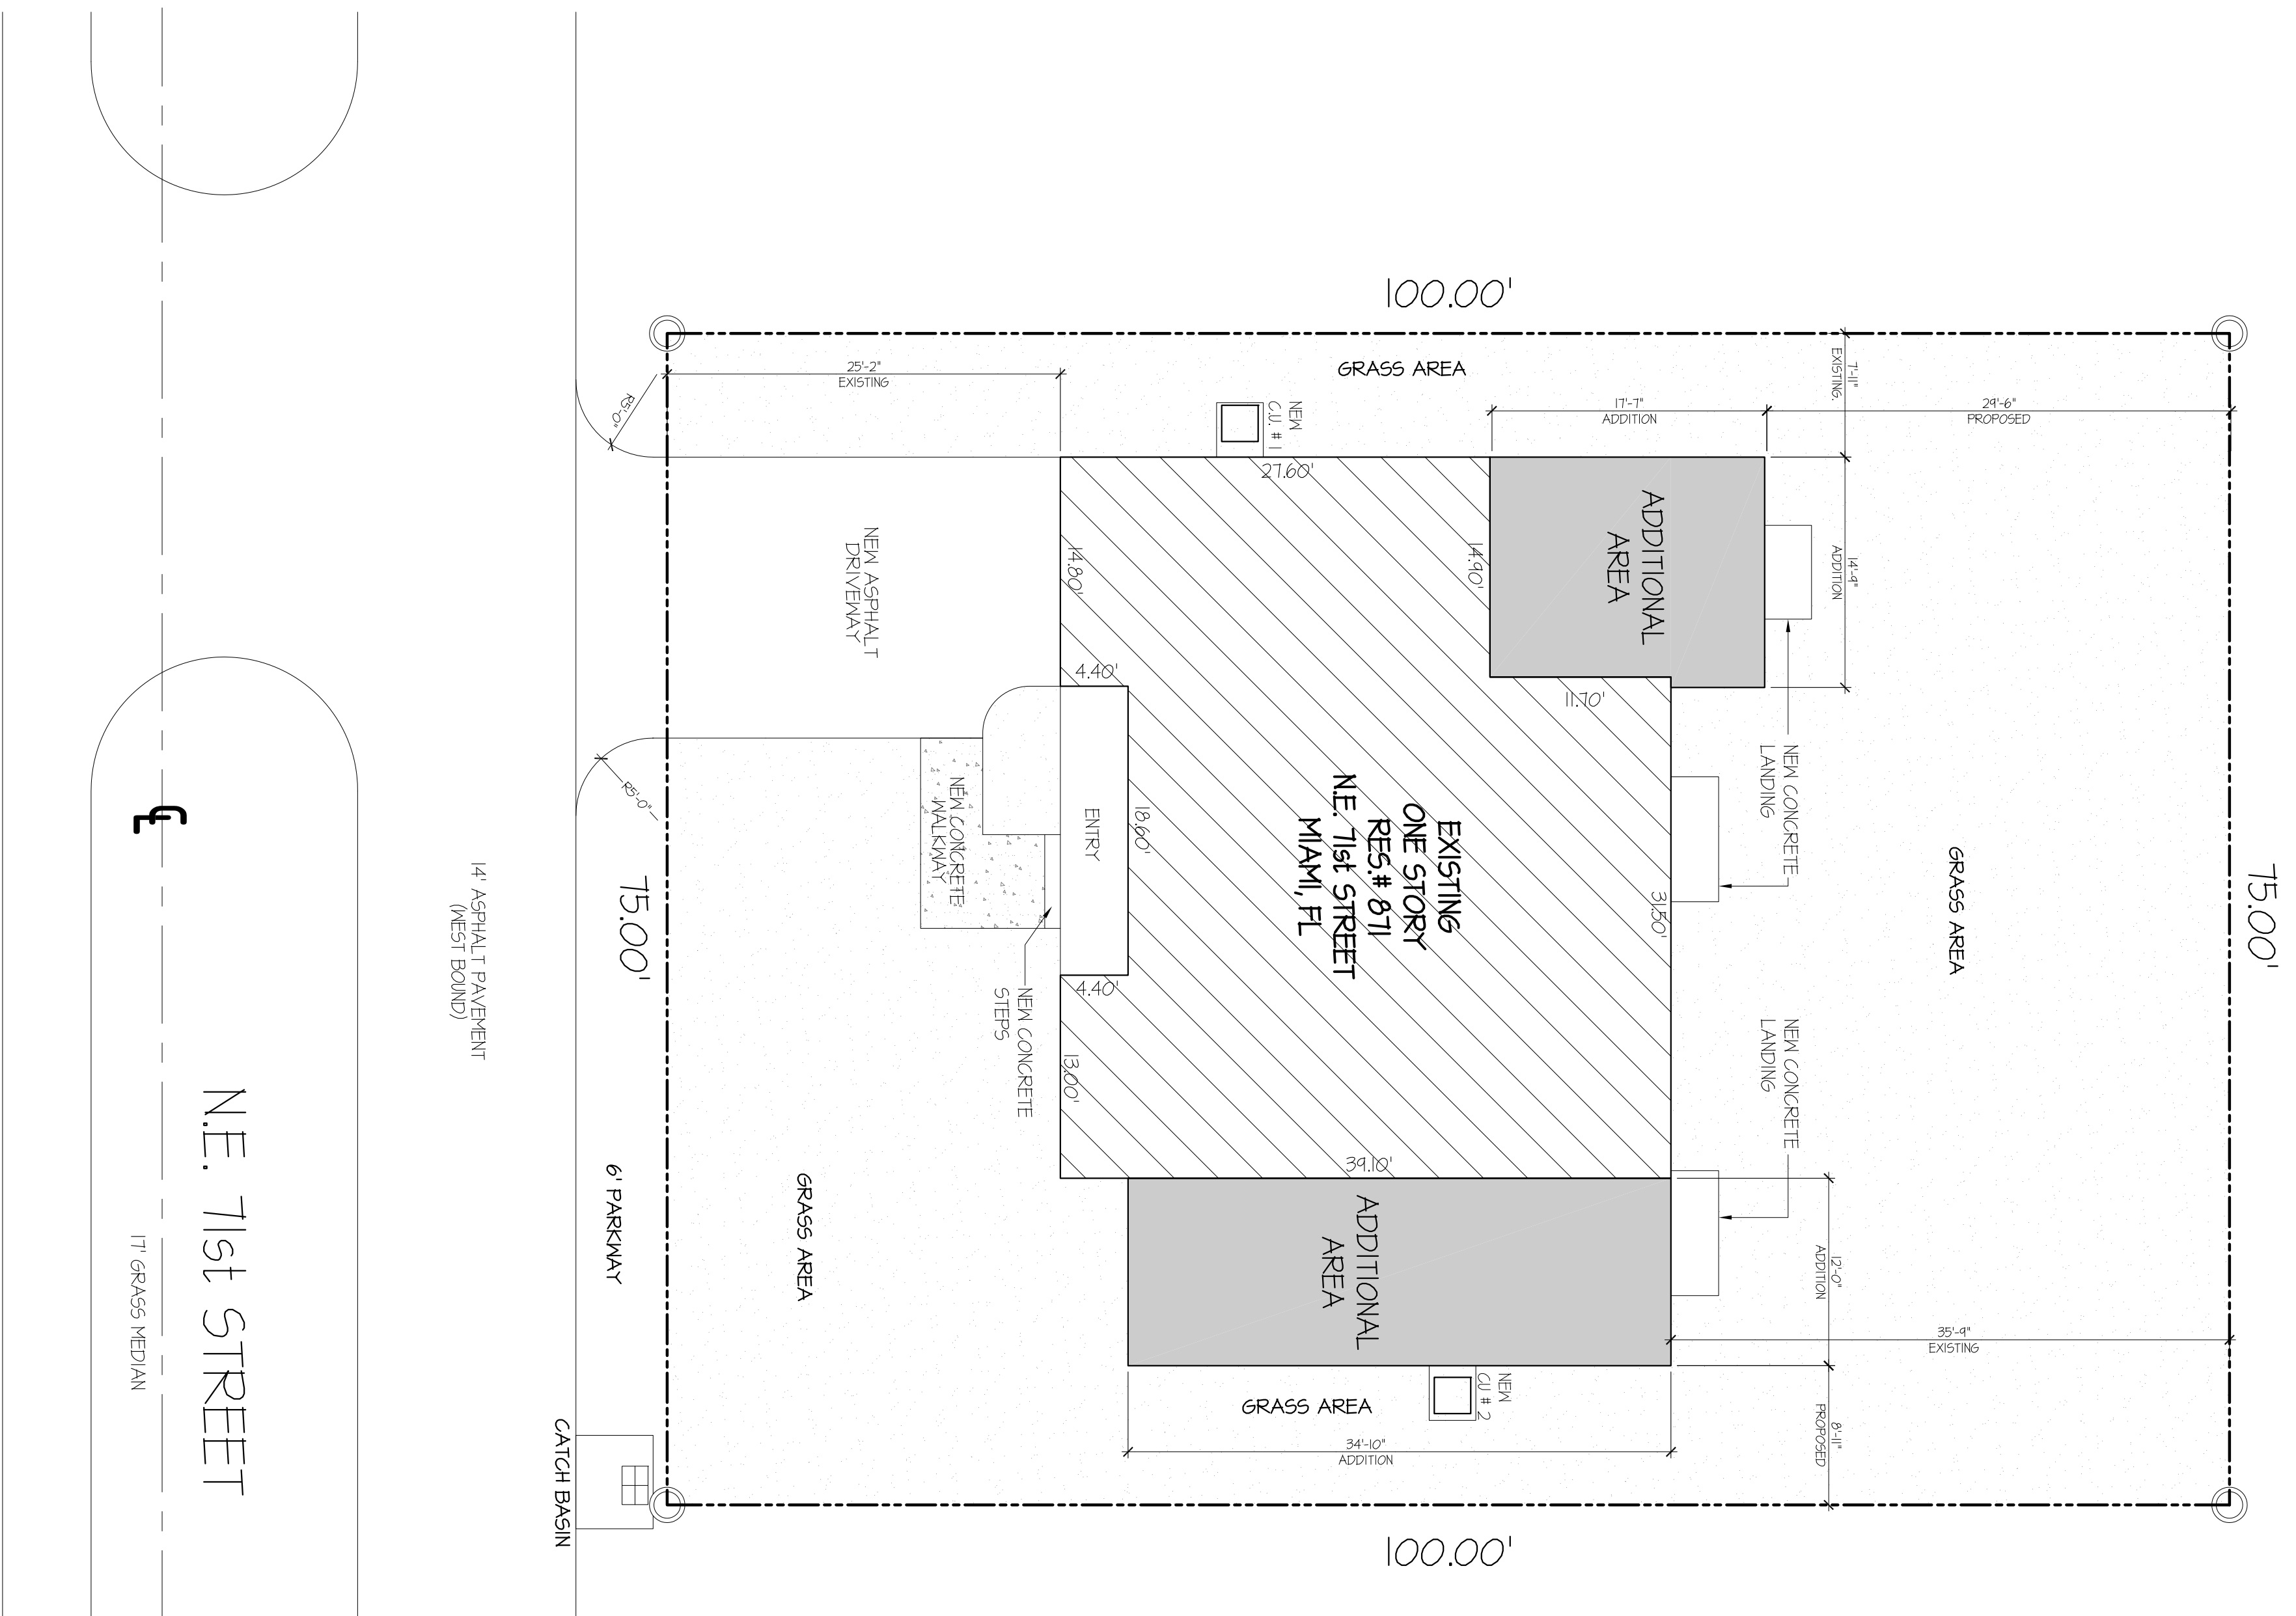 100.00'
25'-2"
EXISTING
GRASS AREA
7'-11"
EXISTING.
17'-7"
ADDITION
29'-6"
PROPOSED
R5'-0"
NEW
C.U. # 1
27.60'
ADDITIONAL
AREA
14'-9"
ADDITION
NEW ASPHALT
DRIVEWAY
14.80'
14.90'
4.40'
11.70'
NEW CONCRETE
LANDING
R5'-0"
NEW CONCRETE
WALKWAY
ENTRY
18.60'
EXISTING
ONE STORY
RES.# 871
N.E. 71st STREET
MIAMI, FL
31.50'
GRASS AREA
75.00'
75.00'
14' ASPHALT PAVEMENT
(WEST BOUND)
4.40'
NEW CONCRETE
STEPS
13.00'
NEW CONCRETE
LANDING
39.10'
N.E. 71st STREET
17' GRASS MEDIAN
6' PARKWAY
GRASS AREA
ADDITIONAL
AREA
12'-0"
ADDITION
35'-9"
EXISTING
NEW
CU # 2
GRASS AREA
34'-10"
ADDITION
8'-11"
PROPOSED
CATCH BASIN
100.00'